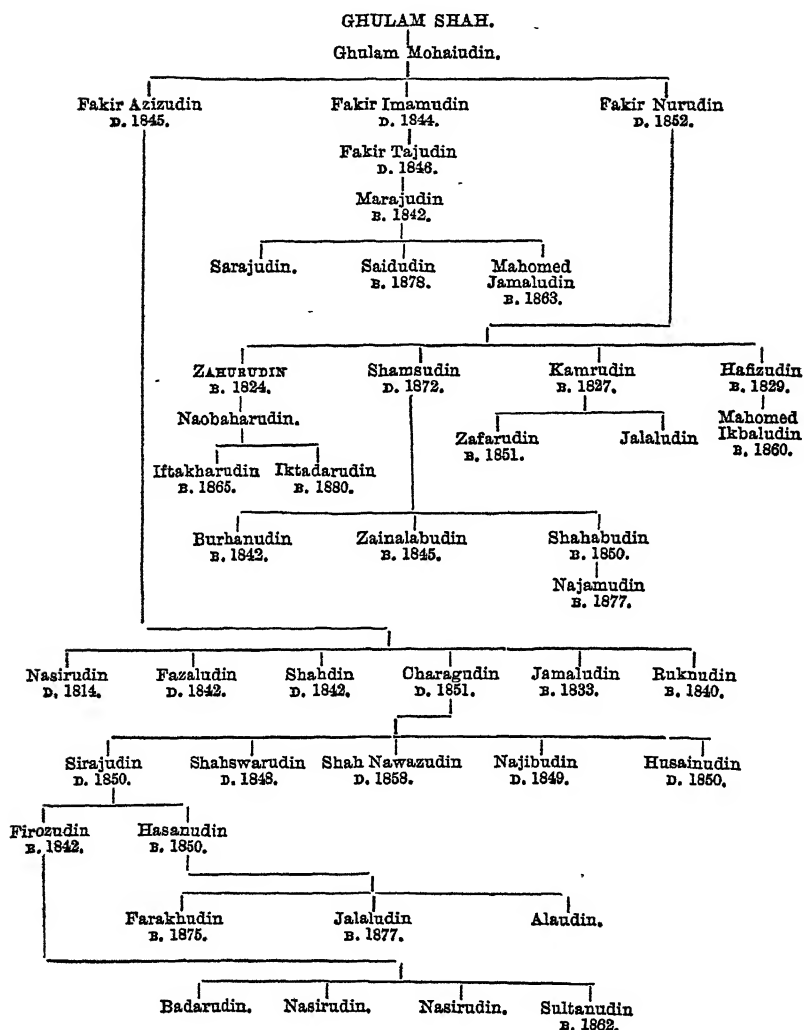 GHULAM SHAH.
Ghulam Mohaiudin.
Fakir Azizudin Fakir Imamudin Fakir Nurudin
D. 1845. D. 1844. D. 1852.
Fakir Tajudin
D. 1846.
Marajudin
B. 1842.
Sarajudin. Saidudin Mahomed
B. 1878. Jamaludin
B. 1863.
ZAHURUDIN Shamsudin Kamrudin Hafizudin
B. 1824. D. 1872. B. 1827. B. 1829.
Naobaharudin. Mahomed
Zafarudin Jalaludin Ikbaludin
B. 1851. B. 1860.
Iftakharudin Iktadarudin
B. 1865. B. 1880.
Burhanudin Zainalabudin Shahabudin
B. 1842. B. 1845. B. 1850.
Najamudin
B. 1877.
Nasirudin Fazaludin Shahdin Charagudin Jamaludin Ruknudin
D. 1814. D. 1842. D. 1842. D. 1851. B. 1833. B. 1840.
Sirajudin Shahswarudin Shah Nawazudin Najibudin Husainudin
D. 1850. D. 1848. D. 1858. D. 1849. D. 1850.
Firozudin Hasanudin
B. 1842. B. 1850.
Farakhudin Jalaludin Alaudin.
B. 1875. B. 1877.
Badarudin. Nasirudin. Nasirudin. Sultanudin
B. 1862.